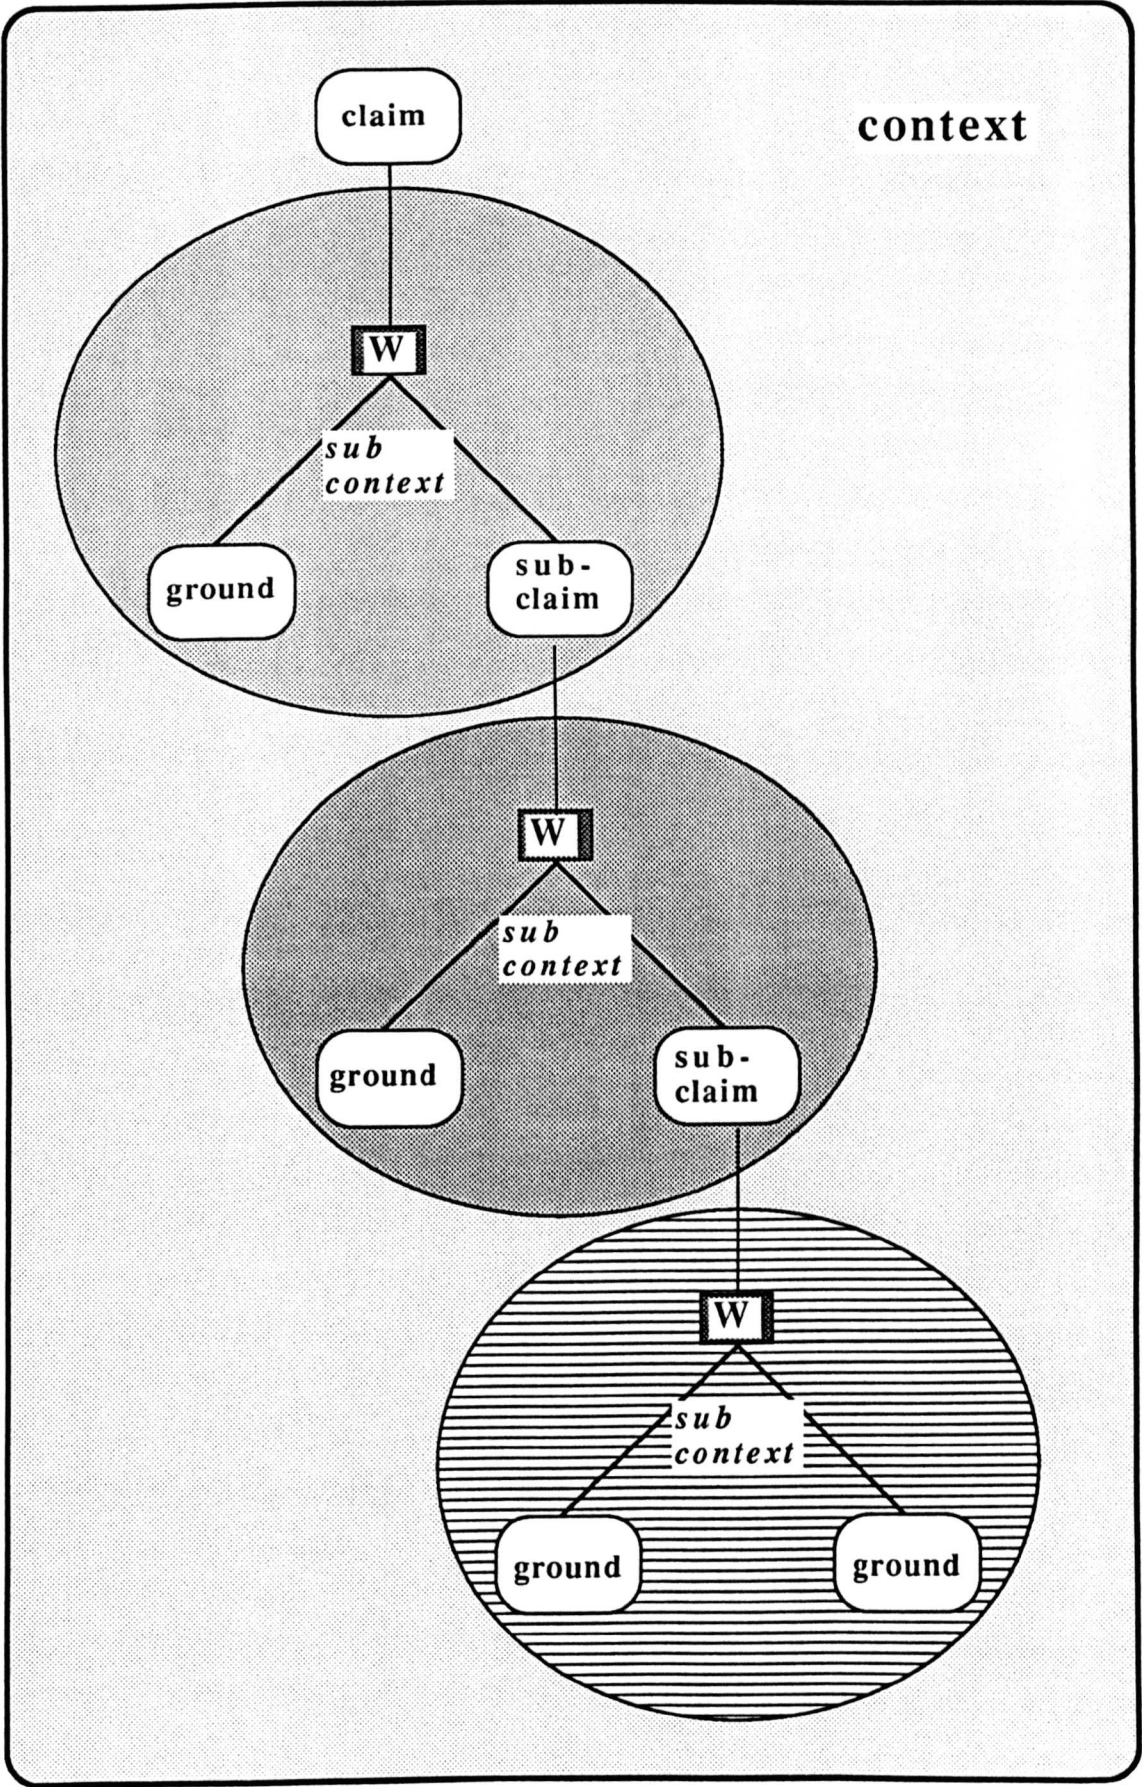 claim
context
W
sub
context
ground
sub-
claim
W
sub
context
ground
sub-
claim
W
sub
context
ground
ground